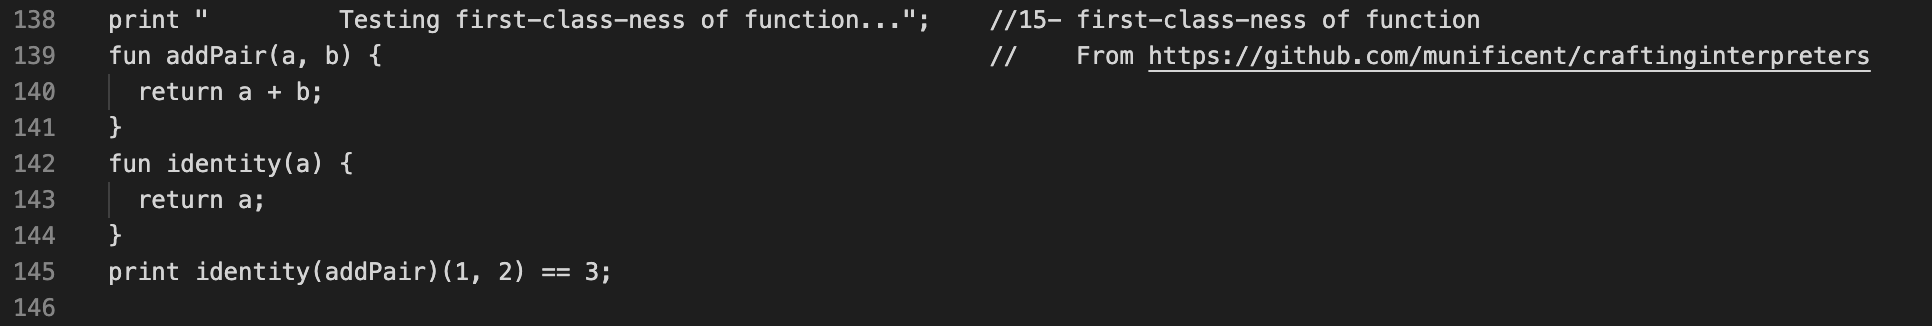 138 print "        Testing first-class-ness of function...";    //15- first-class-ness of function
139 fun addPair(a, b) {    //    From https://github.com/munificent/craftinginterpreters
140   return a + b;
141 }
142 fun identity(a) {
143   return a;
144 }
145 print identity(addPair)(1, 2) == 3;
146